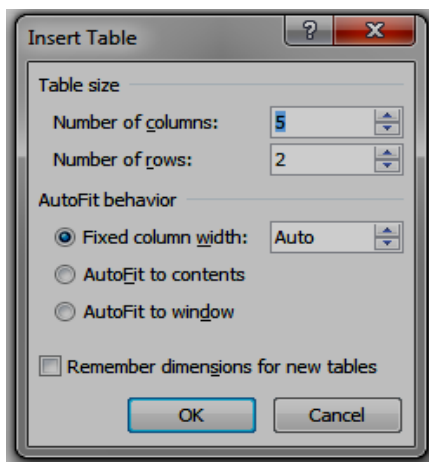 Insert Table
?
X
Table size
Number of columns: 5
Number of rows: 2
AutoFit behavior
Fixed column width: Auto
AutoFit to contents
AutoFit to window
Remember dimensions for new tables
OK Cancel